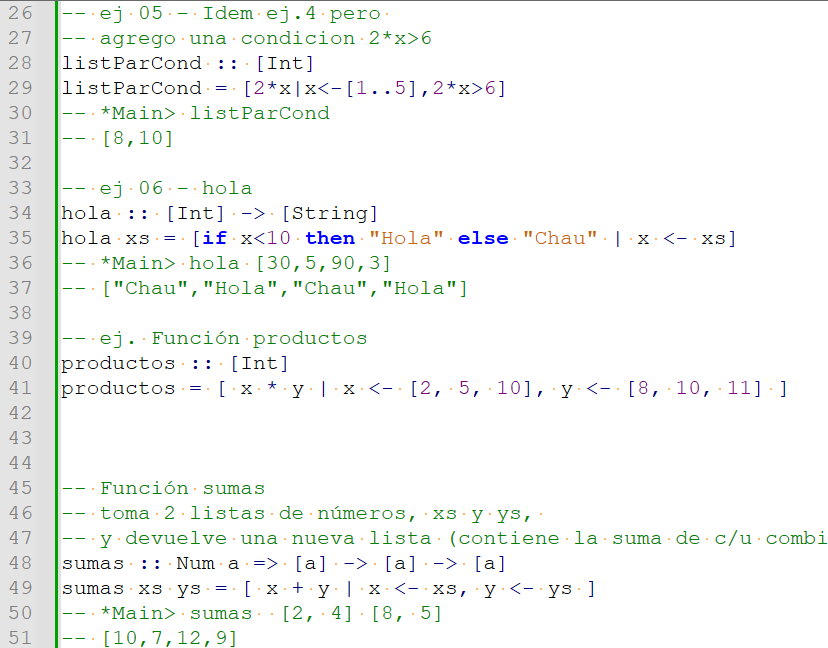 26 -- ej 05 - Idem ej.4 pero
27 -- agrego una condicion 2*x>6
28 listParCond :: [Int]
29 listParCond = [2*x|x<-[1..5],2*x>6]
30 -- *Main> listParCond
31 -- [8,10]
32
33 -- ej 06 - hola
34 hola :: [Int] -> [String]
35 hola xs = [if x<10 then "Hola" else "Chau" | x <- xs]
36 -- *Main> hola [30,5,90,3]
37 -- ["Chau","Hola","Chau","Hola"]
38
39 -- ej. Función productos
40 productos :: [Int]
41 productos = [ x * y | x <- [2, 5, 10], y <- [8, 10, 11] ]
42
43
44
45 -- Función sumas
46 -- toma 2 listas de números, xs y ys,
47 -- y devuelve una nueva lista (contiene la suma de c/u combi
48 sumas :: Num a => [a] -> [a] -> [a]
49 sumas xs ys = [ x + y | x <- xs, y <- ys ]
50 -- *Main> sumas  [2, 4] [8, 5]
51 -- [10,7,12,9]